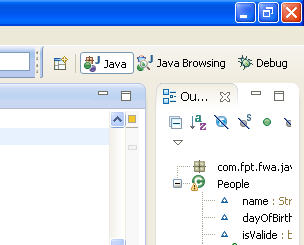 Java Java Browsing Debug
Ou...
com.fpt.fwa.jav
People
name : Str
dayOfBirth
isValide : b